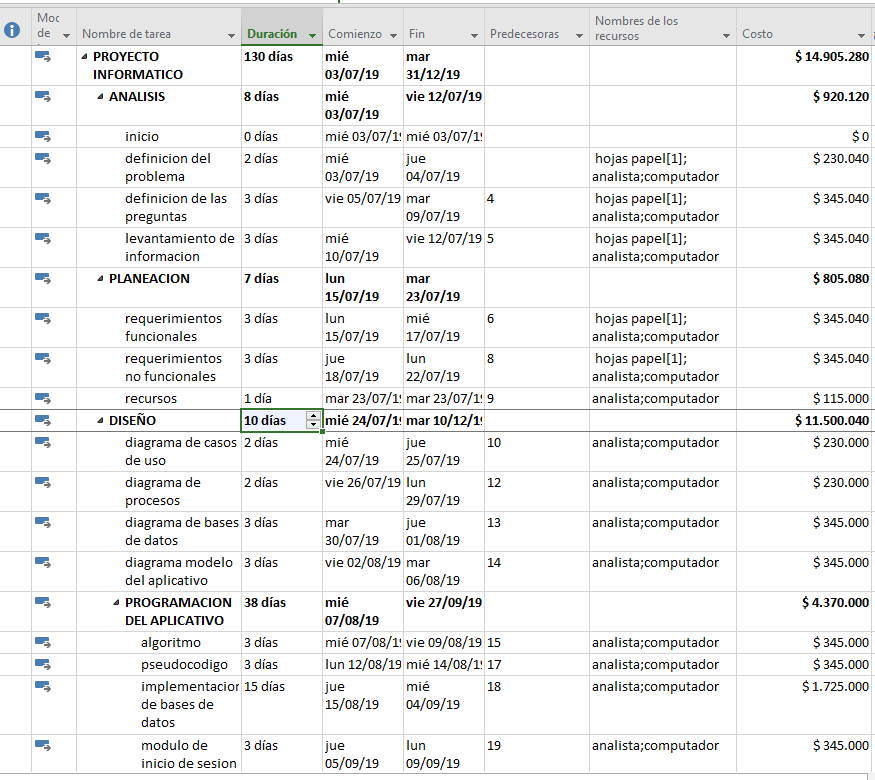 Moc
de
Nombre de tarea Duración Comienzo Fin Predecesoras Nombres de los recursos Costo
PROYECTO INFORMATICO 130 días mié 03/07/19 mar 31/12/19 $ 14.905.280
ANALISIS 8 días mié 03/07/19 vie 12/07/19 $ 920.120
inicio 0 días mié 03/07/1 mié 03/07/1 $ 0
definicion del problema 2 días mié 03/07/19 jue 04/07/19 hojas papel[1]; analista;computador $ 230.040
definicion de las preguntas 3 días vie 05/07/19 mar 09/07/19 4 hojas papel[1]; analista;computador $ 345.040
levantamiento de informacion 3 días mié 10/07/19 vie 12/07/19 5 hojas papel[1]; analista;computador $ 345.040
PLANEACION 7 días lun 15/07/19 mar 23/07/19 $ 805.080
requerimientos funcionales 3 días lun 15/07/19 mié 17/07/19 6 hojas papel[1]; analista;computador $ 345.040
requerimientos no funcionales 3 días jue 18/07/19 lun 22/07/19 8 hojas papel[1]; analista;computador $ 345.040
recursos 1 día mar 23/07/1 mar 23/07/1 9 $ 115.000
DISEÑO 10 días mié 24/07/1 mar 10/12/1 $ 11.500.040
diagrama de casos de uso 2 días mié 24/07/19 jue 25/07/19 10 analista;computador $ 230.000
diagrama de procesos 2 días vie 26/07/19 lun 29/07/19 12 analista;computador $ 230.000
diagrama de bases de datos 3 días mar 30/07/19 jue 01/08/19 13 analista;computador $ 345.000
diagrama modelo del aplicativo 3 días vie 02/08/19 mar 06/08/19 14 analista;computador $ 345.000
PROGRAMACION DEL APLICATIVO 38 días mié 07/08/19 vie 27/09/19 $ 4.370.000
algoritmo 3 días mié 07/08/1 vie 09/08/19 15 analista;computador $ 345.000
pseudocodigo 3 días lun 12/08/19 mié 14/08/1 17 analista;computador $ 345.000
implementacior de bases de datos 15 días jue 15/08/19 mié 04/09/19 18 analista;computador $ 1.725.000
modulo de inicio de sesion 3 días jue 05/09/19 lun 09/09/19 19 analista;computador $ 345.000